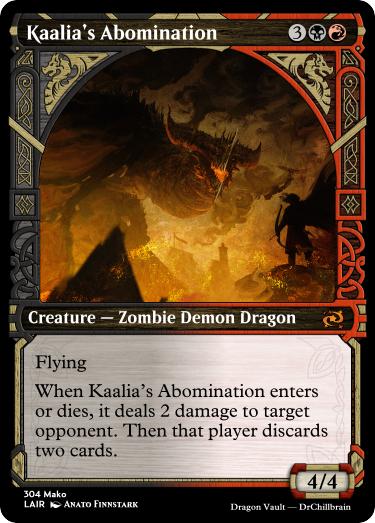 Kaalia's Abomination 3
Creature — Zombie Demon Dragon
Flying
When Kaalia's Abomination enters
or dies, it deals 2 damage to target
opponent. Then that player discards
two cards.
4/4
304 Mako
LAIR Anato Finnstark
Dragon Vault — DrChillbrain